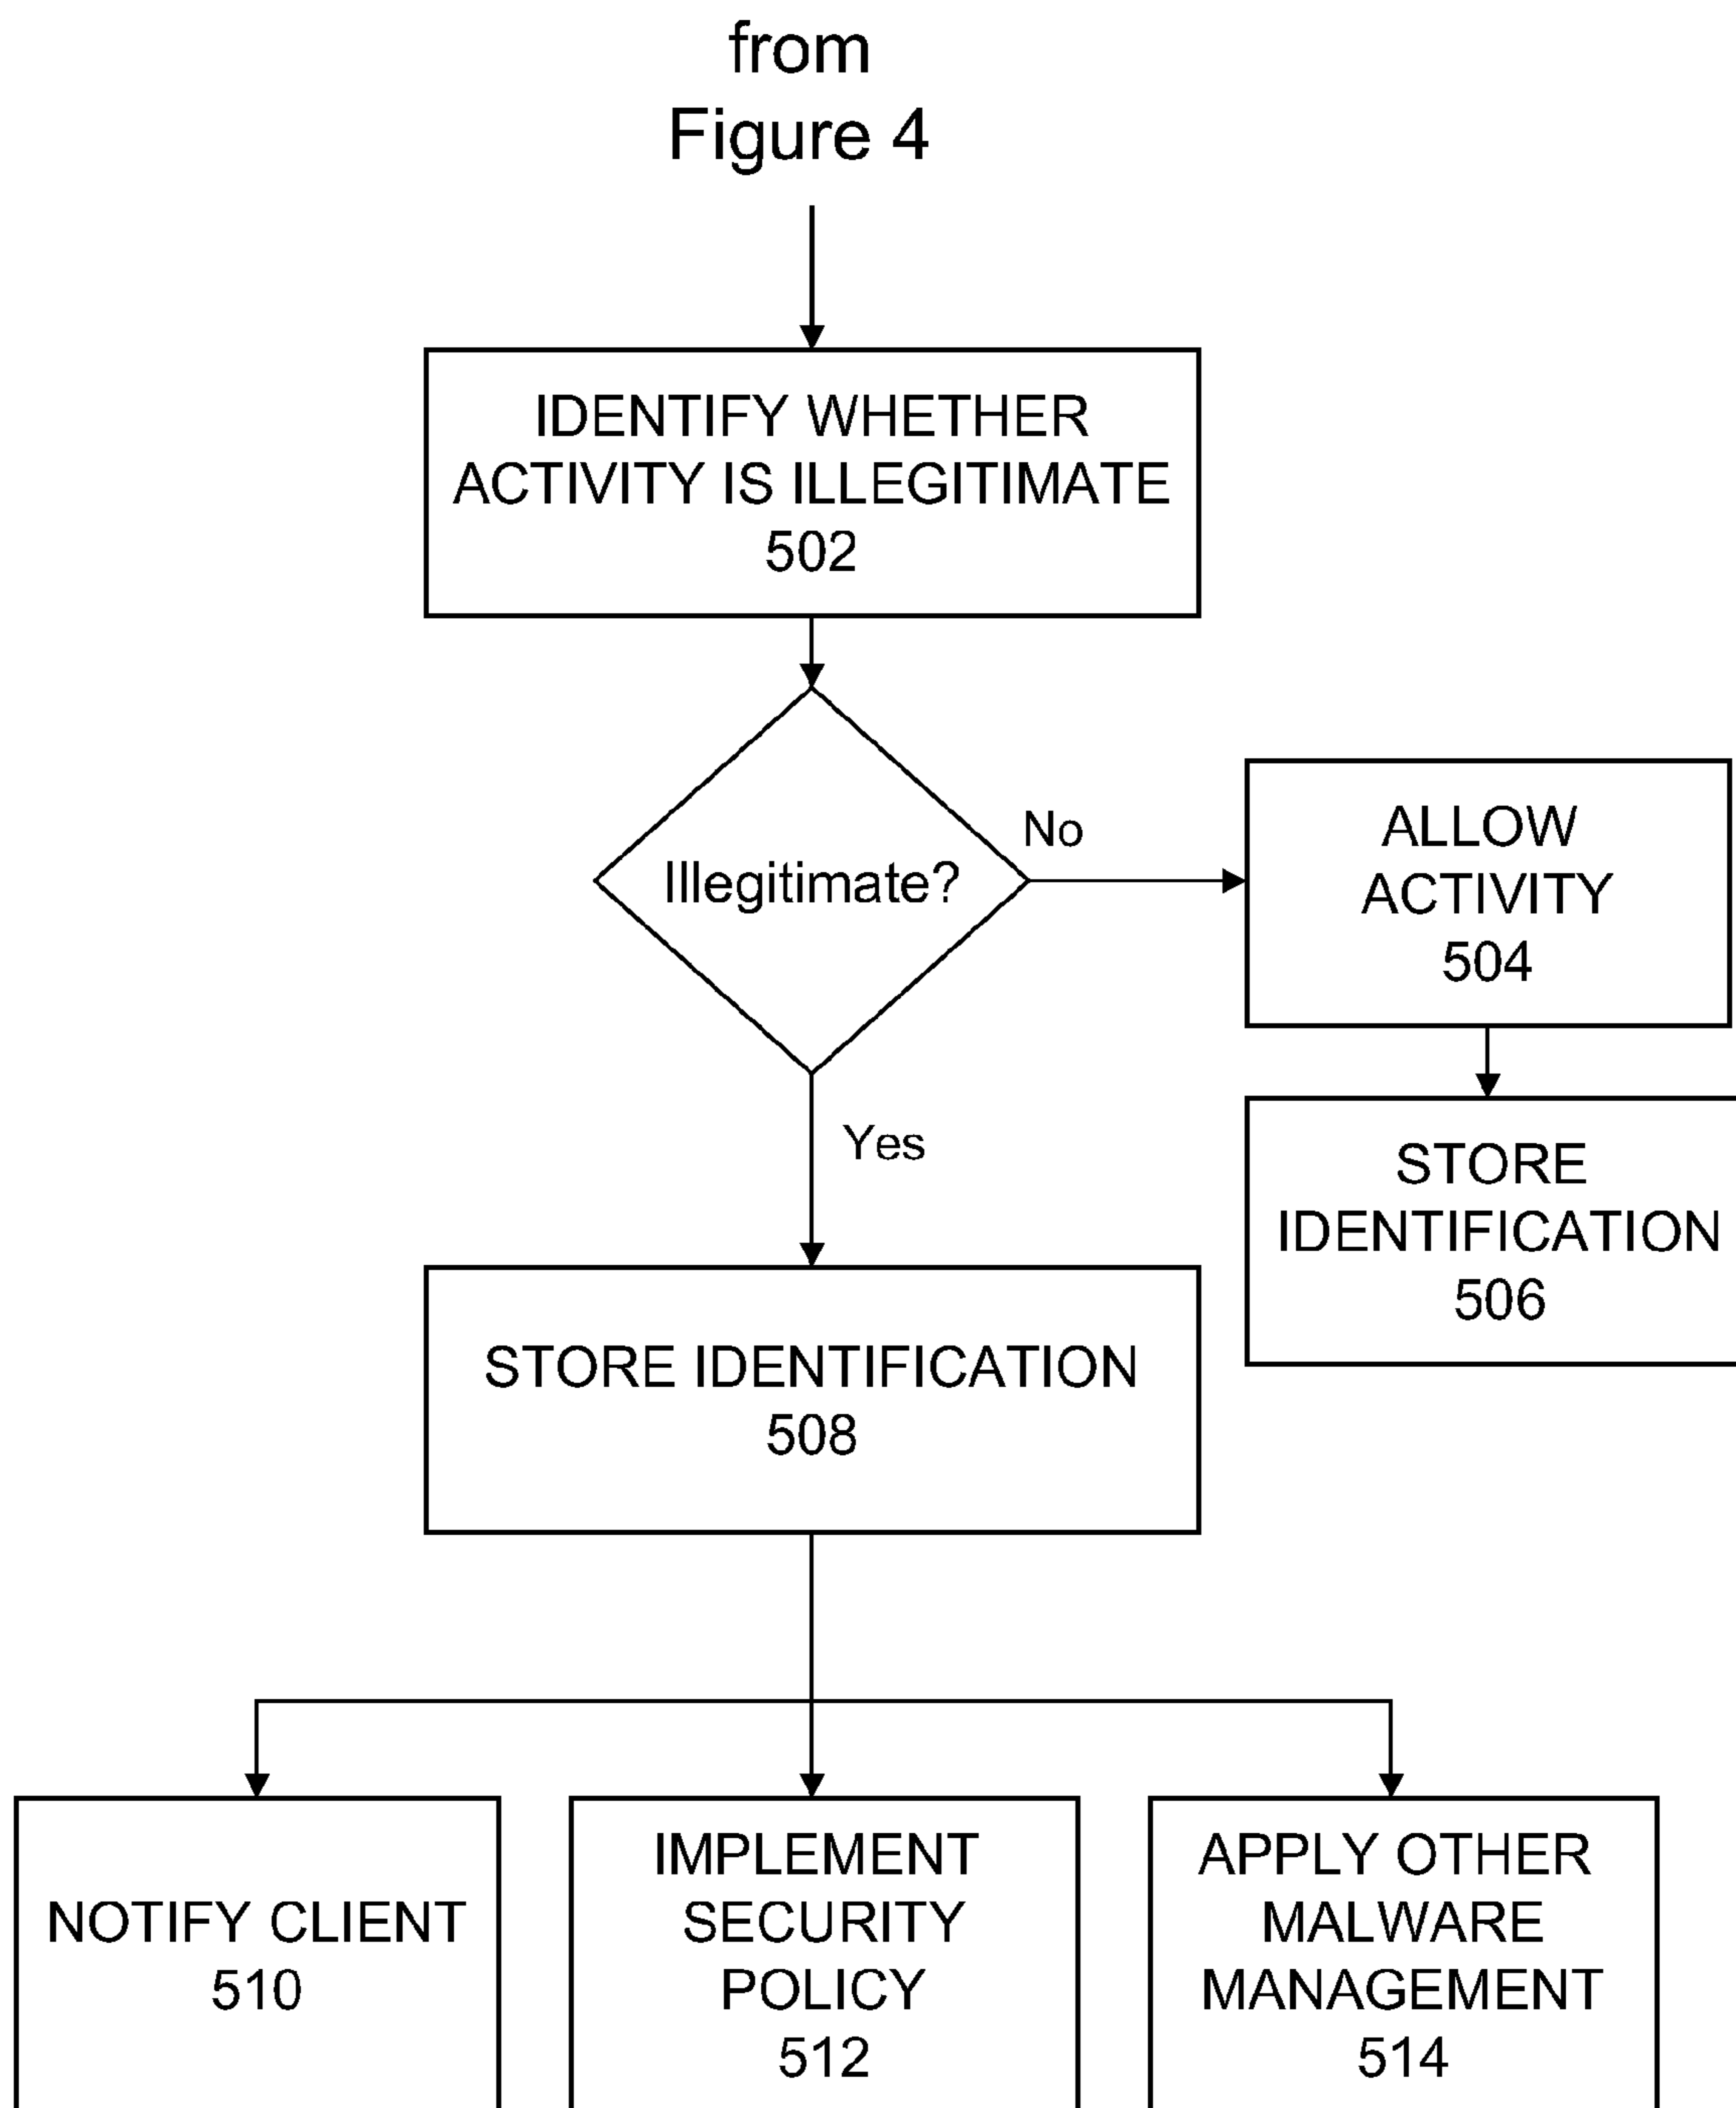 from
Figure 4
IDENTIFY WHETHER
ACTIVITY IS ILLEGITIMATE
502
Illegitimate?
No
ALLOW
ACTIVITY
504
Yes
STORE
IDENTIFICATION
506
STORE IDENTIFICATION
508
NOTIFY CLIENT
510
IMPLEMENT
SECURITY
POLICY
512
APPLY OTHER
MALWARE
MANAGEMENT
514